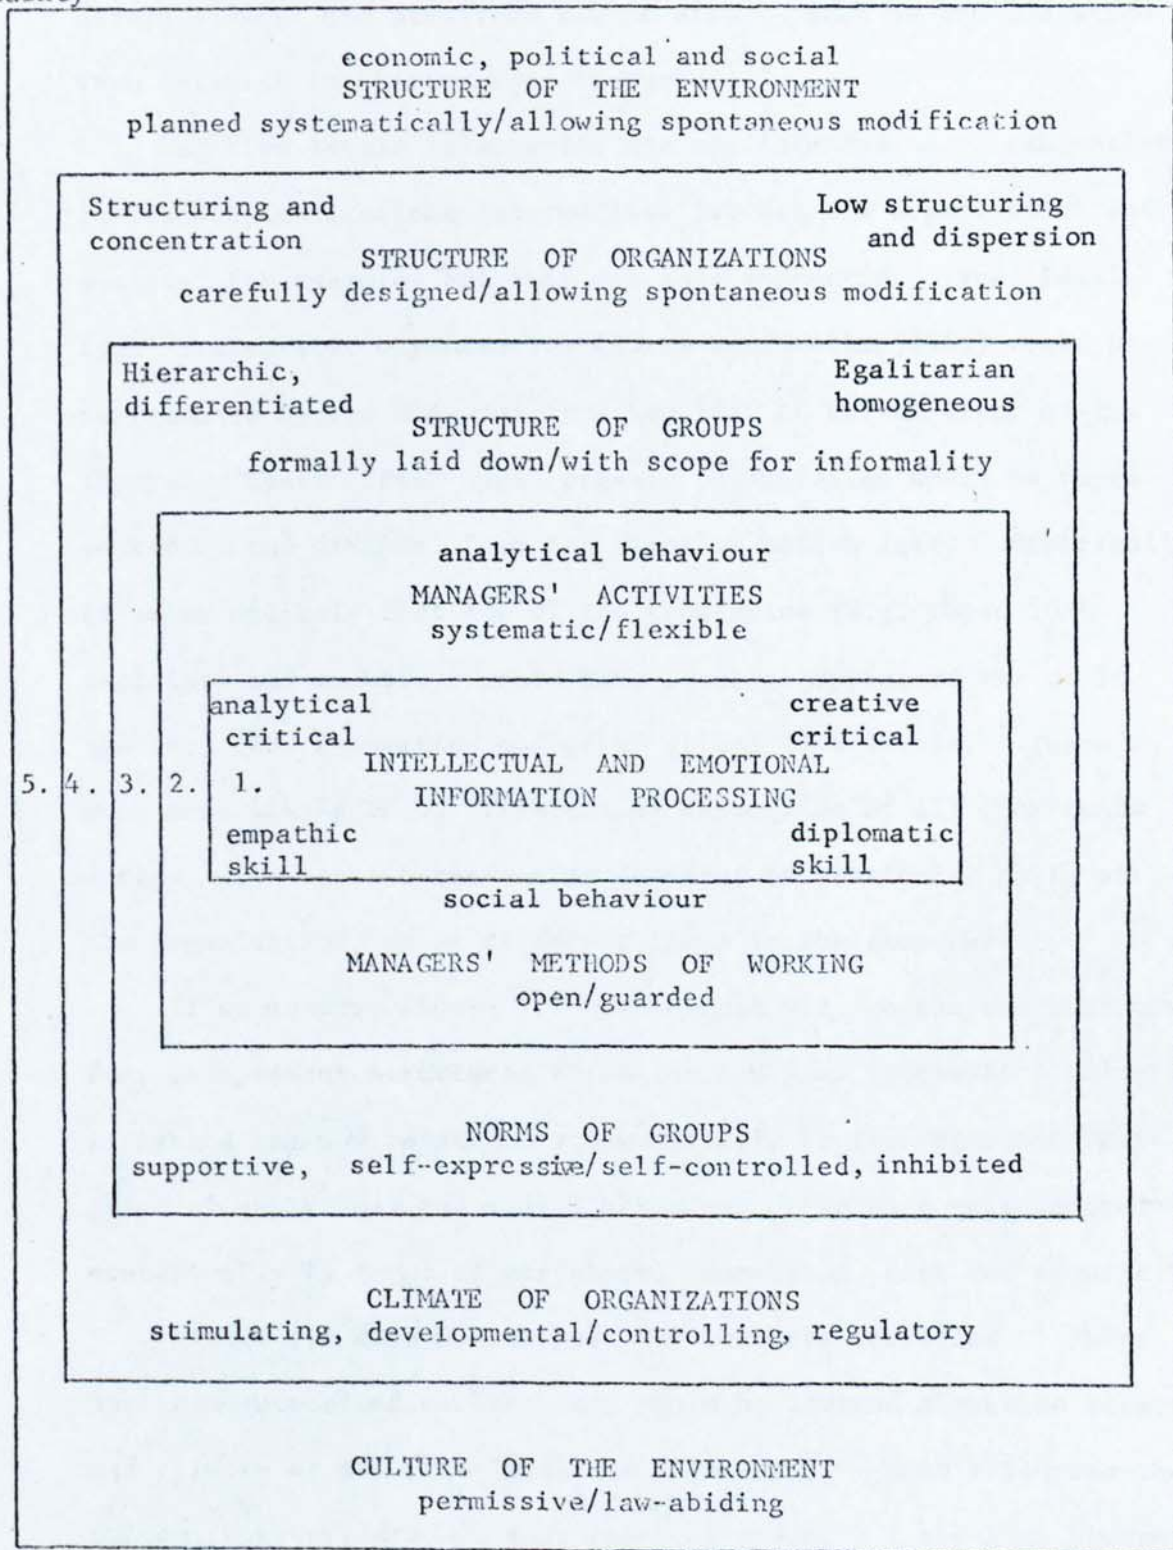 economic, political and social
STRUCTURE OF THE ENVIRONMENT
planned systematically/allowing spontaneous modification
Structuring and concentration
Low structuring and dispersion
STRUCTURE OF ORGANIZATIONS
carefully designed/allowing spontaneous modification
Hierarchic, differentiated
Egalitarian homogeneous
STRUCTURE OF GROUPS
formally laid down/with scope for informality
analytical behaviour
MANAGERS' ACTIVITIES
systematic/flexible
analytical critical
creative critical
INTELLECTUAL AND EMOTIONAL
5. 4. 3. 2. 1.
INFORMATION PROCESSING
empathic skill
diplomatic skill
social behaviour
MANAGERS' METHODS OF WORKING
open/guarded
NORMS OF GROUPS
supportive, self-expressive/self-controlled, inhibited
CLIMATE OF ORGANIZATIONS
stimulating, developmental/controlling, regulatory
CULTURE OF THE ENVIRONMENT
permissive/law-abiding